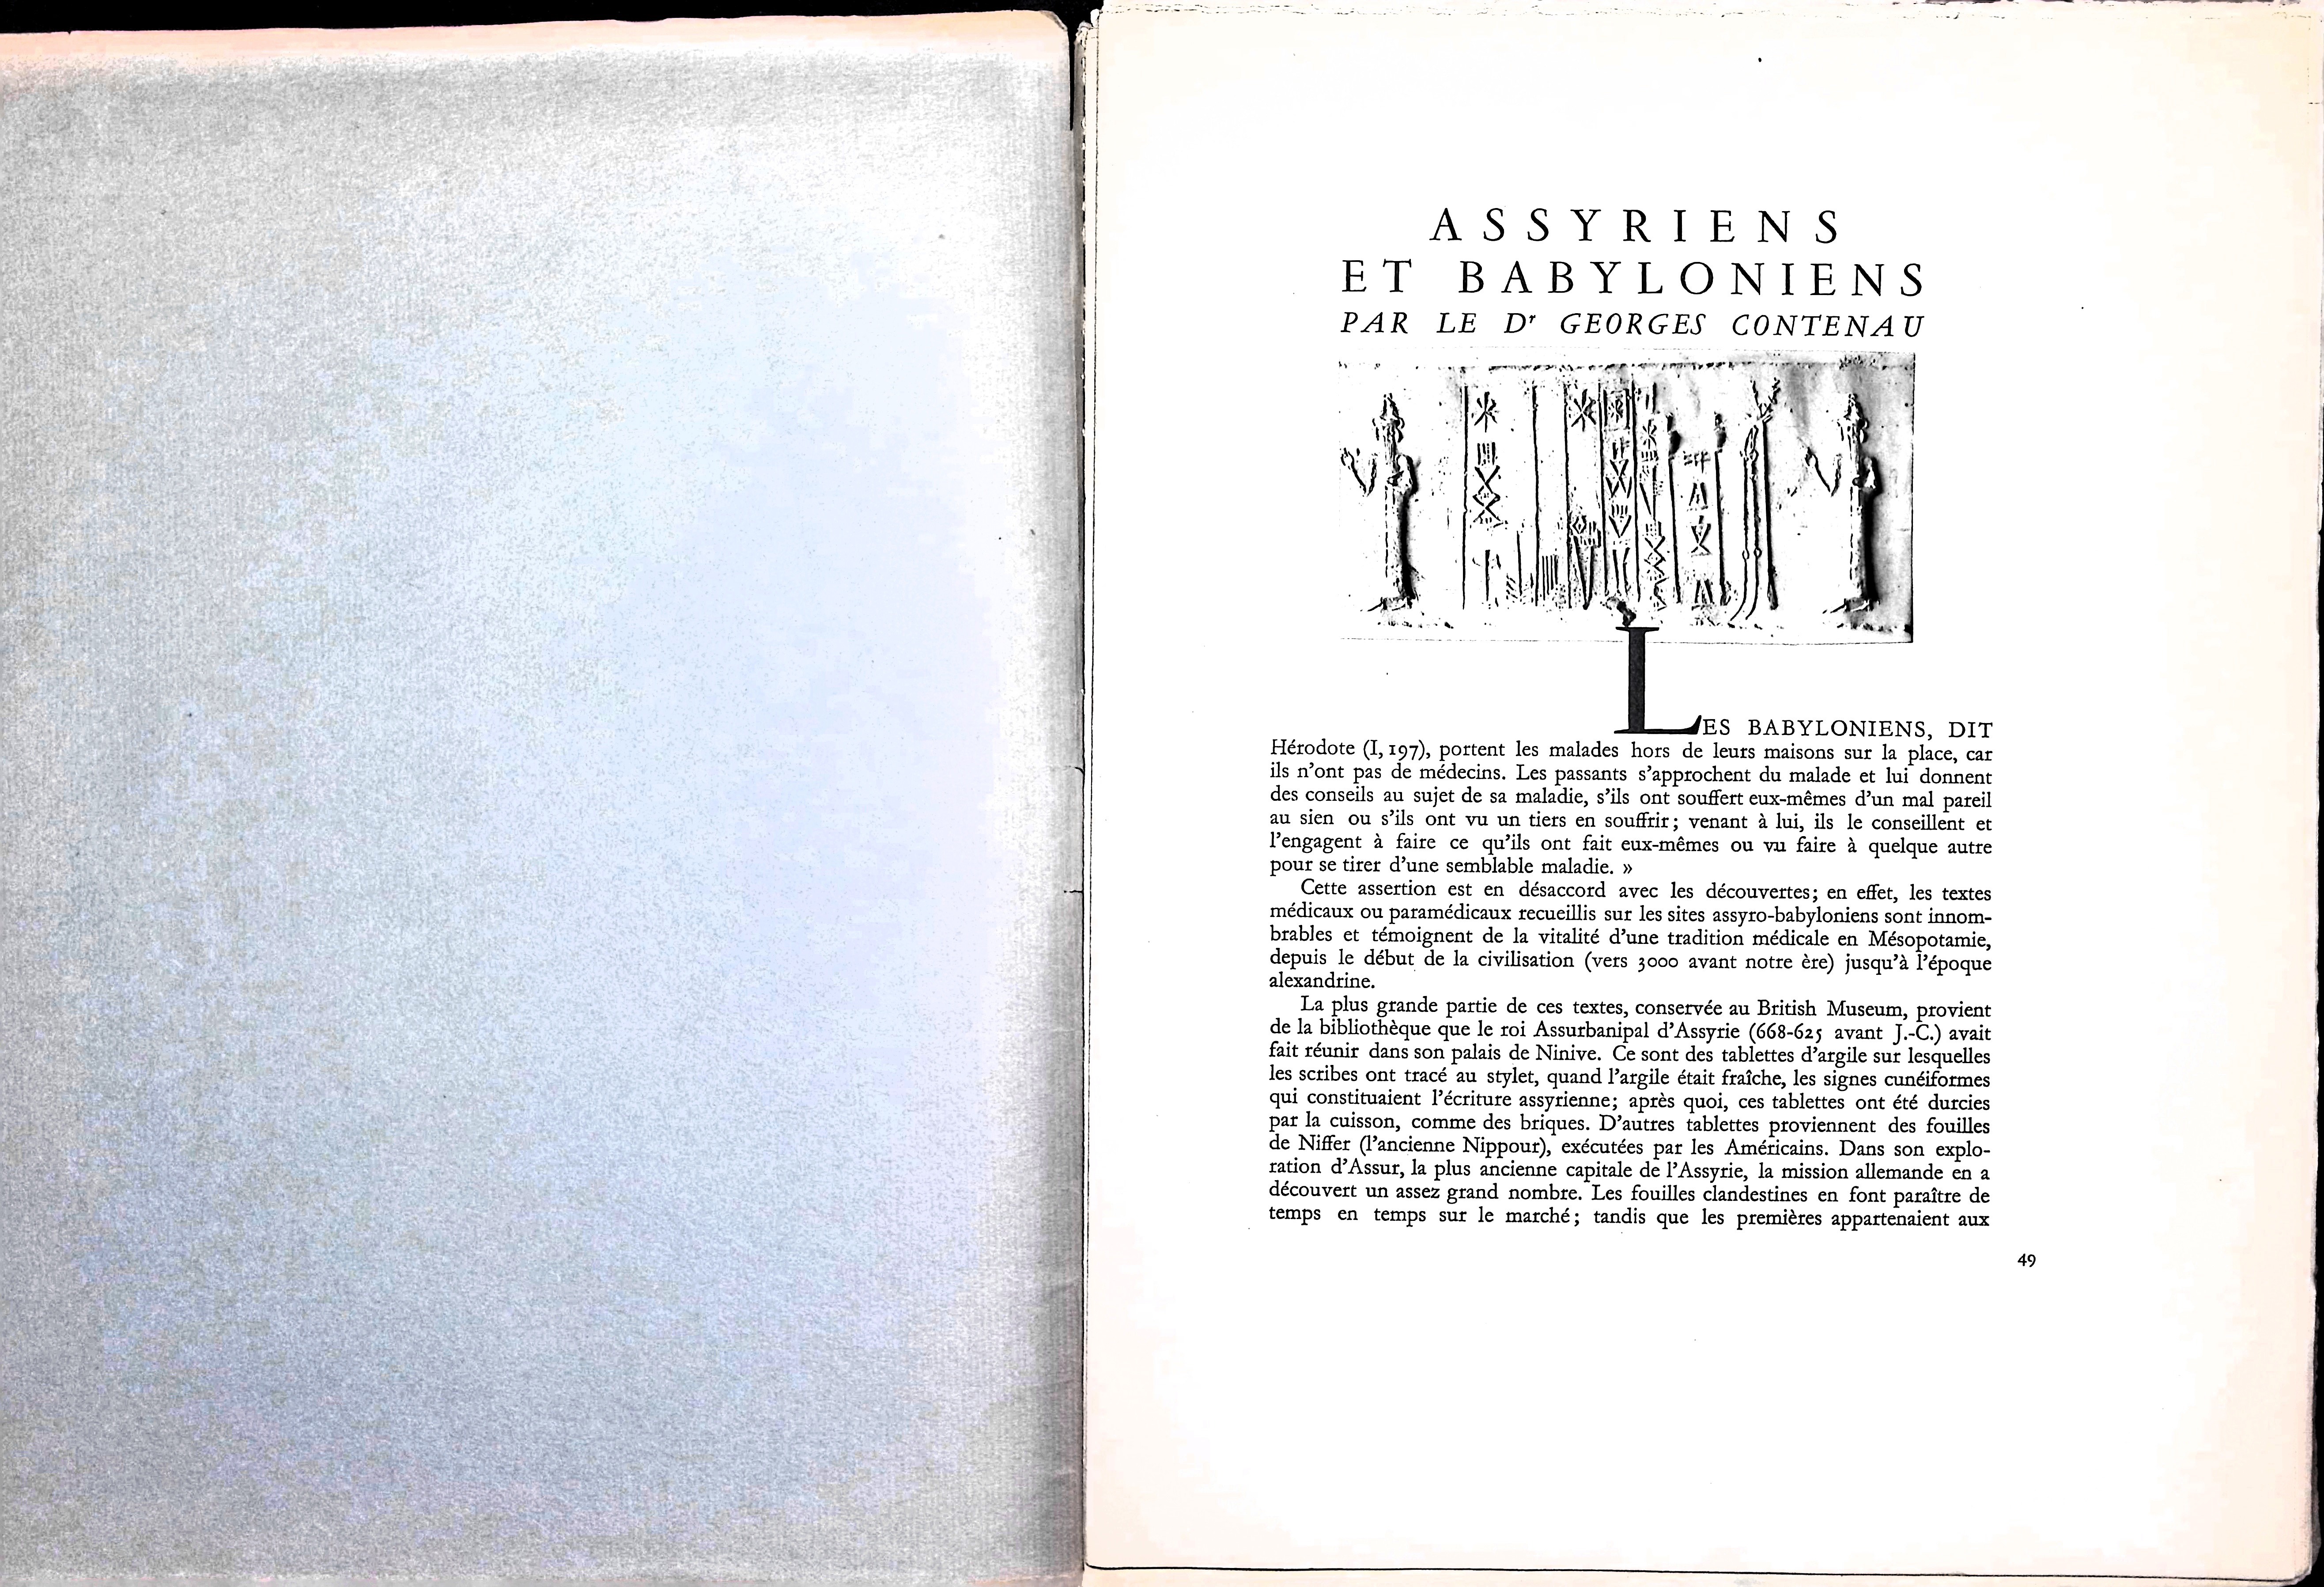 ASSYRIENS
ET BABYLONIENS
PAR LE Dr GEORGES CONTENAU
LES BABYLONIENS, DIT
Hérodote (I, 197), portent les malades hors de leurs maisons sur la place, car
ils n'ont pas de médecins. Les passants s'approchent du malade et lui donnent
des conseils au sujet de sa maladie, s'ils ont souffert eux-mêmes d'un mal pareil
au sien ou s'ils ont vu un tiers en souffrir; venant à lui, ils le conseillent et
l'engagent à faire ce qu'ils ont fait eux-mêmes ou vu faire à quelque autre
pour se tirer d'une semblable maladie. »
Cette assertion est en désaccord avec les découvertes; en effet, les textes
médicaux ou paramédicaux recueillis sur les sites assyro-babyloniens sont innom-
brables et témoignent de la vitalité d'une tradition médicale en Mésopotamie,
depuis le début de la civilisation (vers 3000 avant notre ère) jusqu'à l'époque
alexandrine.
La plus grande partie de ces textes, conservée au British Museum, provient
de la bibliothèque que le roi Assurbanipal d'Assyrie (668-625 avant J.-C.) avait
fait réunir dans son palais de Ninive. Ce sont des tablettes d'argile sur lesquelles
les scribes ont tracé au stylet, quand l'argile était fraîche, les signes cunéiformes
qui constituaient l'écriture assyrienne; après quoi, ces tablettes ont été durcies
par la cuisson, comme des briques. D'autres tablettes proviennent des fouilles
de Niffer (l'ancienne Nippour), exécutées par les Américains. Dans son explo-
ration d'Assur, la plus ancienne capitale de l'Assyrie, la mission allemande en a
découvert un assez grand nombre. Les fouilles clandestines en font paraître de
temps en temps sur le marché; tandis que les premières appartenaient aux
49